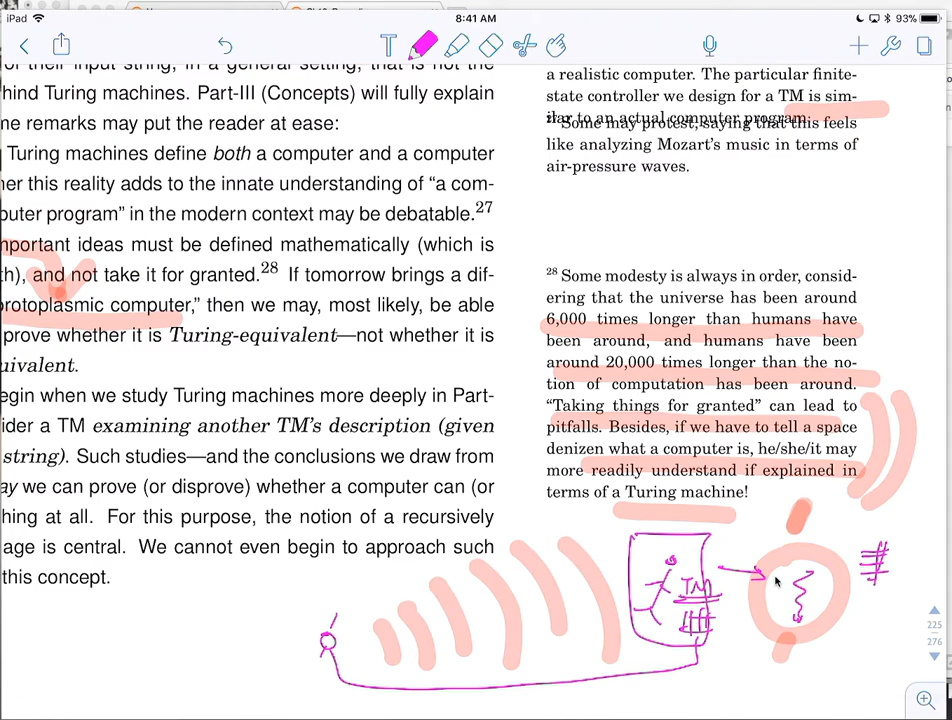 iPad
8:41 AM
93%
T
of their input string, in a general setting, that is not the
hind Turing machines. Part-III (Concepts) will fully explain
me remarks may put the reader at ease:
Turing machines define both a computer and a computer
her this reality adds to the innate understanding of “a com-
puter program” in the modern context may be debatable.27
mportant ideas must be defined mathematically (which is
th), and not take it for granted.28 If tomorrow brings a dif-
protoplasmic computer,” then we may, most likely, be able
prove whether it is Turing-equivalent—not whether it is
uivalent.
egin when we study Turing machines more deeply in Part-
ider a TM examining another TM’s description (given
string). Such studies—and the conclusions we draw from
ay we can prove (or disprove) whether a computer can (or
hing at all. For this purpose, the notion of a recursively
age is central. We cannot even begin to approach such
this concept.
a realistic computer. The particular finite-
state controller we design for a TM is sim-
ilar to an actual computer program.
27 Some may protest, saying that this feels
like analyzing Mozart’s music in terms of
air-pressure waves.
28 Some modesty is always in order, consid-
ering that the universe has been around
6,000 times longer than humans have
been around, and humans have been
around 20,000 times longer than the no-
tion of computation has been around.
“Taking things for granted” can lead to
pitfalls. Besides, if we have to tell a space
denizen what a computer is, he/she/it may
more readily understand if explained in
terms of a Turing machine!
TM
225
276